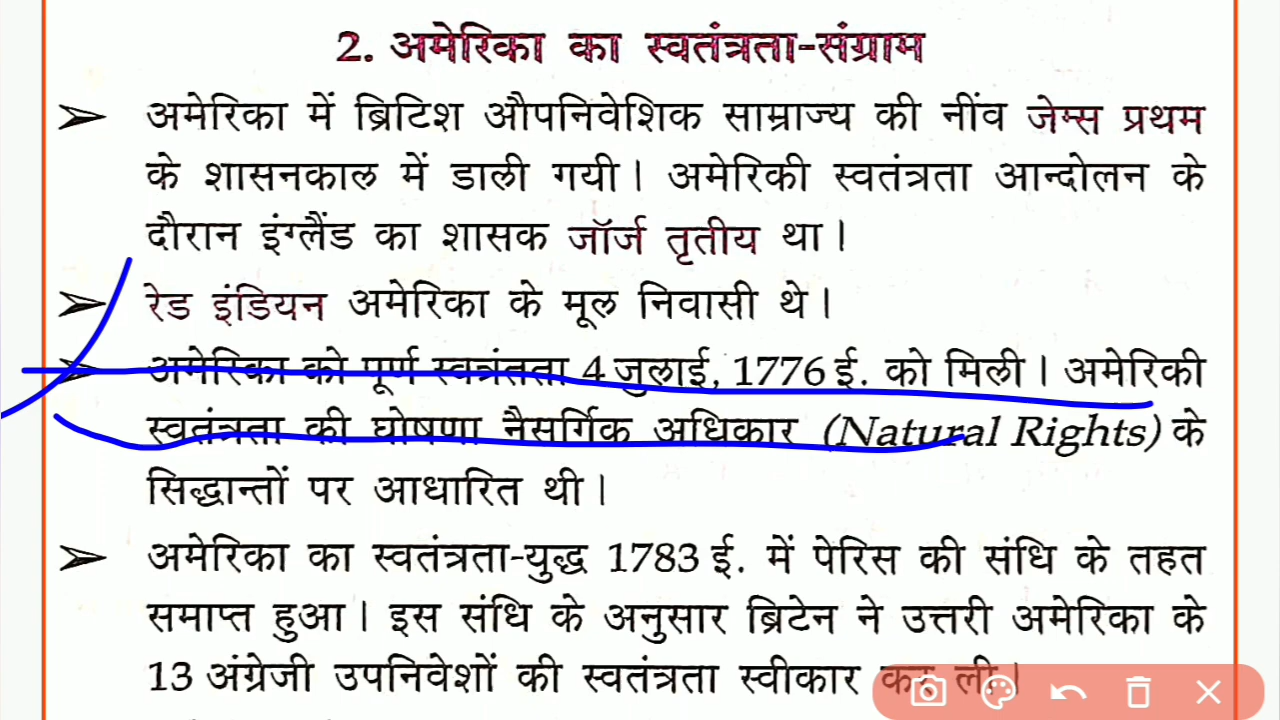 2. अमेरिका का स्वतंत्रता-संग्राम
➢ अमेरिका में ब्रिटिश औपनिवेशिक साम्राज्य की नींव जेम्स प्रथम
के शासनकाल में डाली गयी। अमेरिकी स्वतंत्रता आन्दोलन के
दौरान इंग्लैंड का शासक जॉर्ज तृतीय था।
➢ रेड इंडियन अमेरिका के मूल निवासी थे।
➢ अमेरिका को पूर्ण स्वत्रंतता 4 जुलाई, 1776 ई. को मिली। अमेरिकी
स्वतंत्रता की घोषणा नैसर्गिक अधिकार (Natural Rights) के
सिद्धान्तों पर आधारित थी।
➢ अमेरिका का स्वतंत्रता-युद्ध 1783 ई. में पेरिस की संधि के तहत
समाप्त हुआ। इस संधि के अनुसार ब्रिटेन ने उत्तरी अमेरिका के
13 अंग्रेजी उपनिवेशों की स्वतंत्रता स्वीकार कर ली।